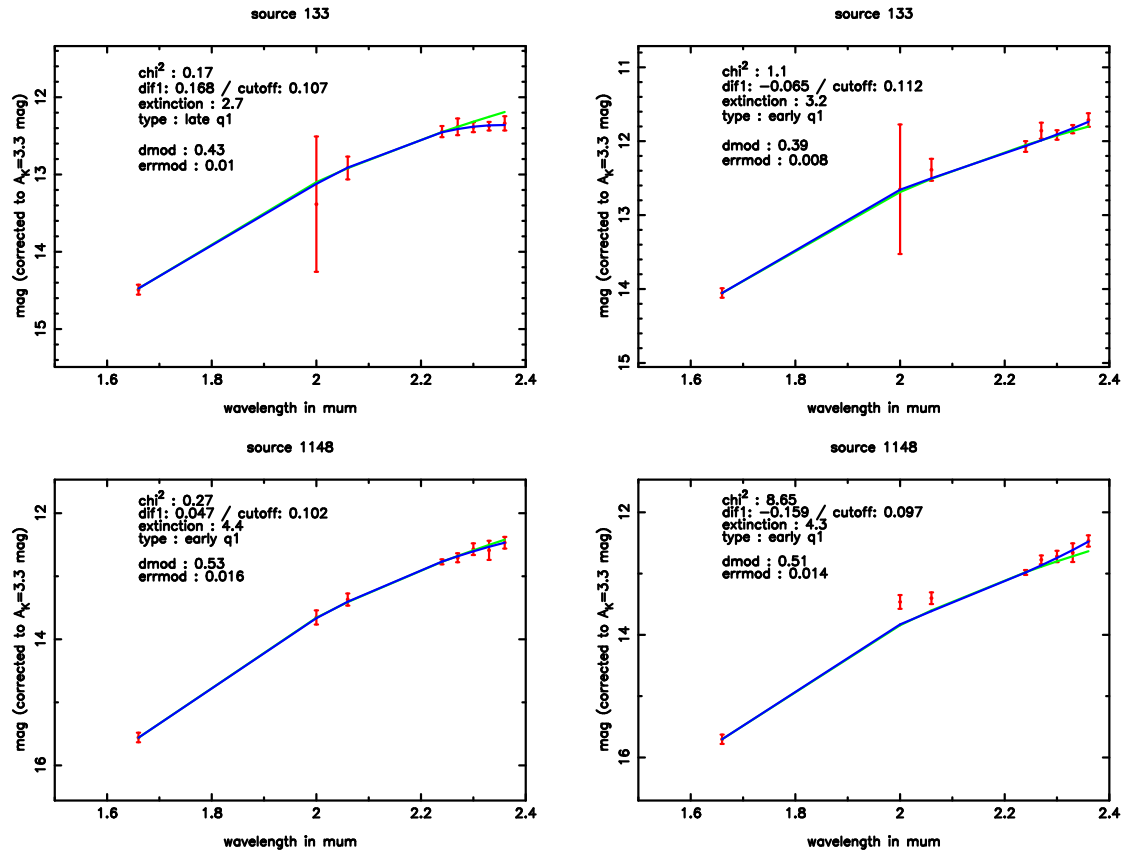 source 133
chi² : 0.17
dif1: 0.168 / cutoff: 0.107
extinction : 2.7
type : late q1
dmod : 0.43
errmod : 0.01
mag (corrected to A_K=3.3 mag)
12
13
14
15
1.6 1.8 2 2.2 2.4
wavelength in mum
source 133
chi² : 1.1
dif1: −0.065 / cutoff: 0.112
extinction : 3.2
type : early q1
dmod : 0.39
errmod : 0.008
mag (corrected to A_K=3.3 mag)
11
12
13
14
15
1.6 1.8 2 2.2 2.4
wavelength in mum
source 1148
chi² : 0.27
dif1: 0.047 / cutoff: 0.102
extinction : 4.4
type : early q1
dmod : 0.53
errmod : 0.016
mag (corrected to A_K=3.3 mag)
12
14
16
1.6 1.8 2 2.2 2.4
wavelength in mum
source 1148
chi² : 8.65
dif1: −0.159 / cutoff: 0.097
extinction : 4.3
type : early q1
dmod : 0.51
errmod : 0.014
mag (corrected to A_K=3.3 mag)
12
14
16
1.6 1.8 2 2.2 2.4
wavelength in mum